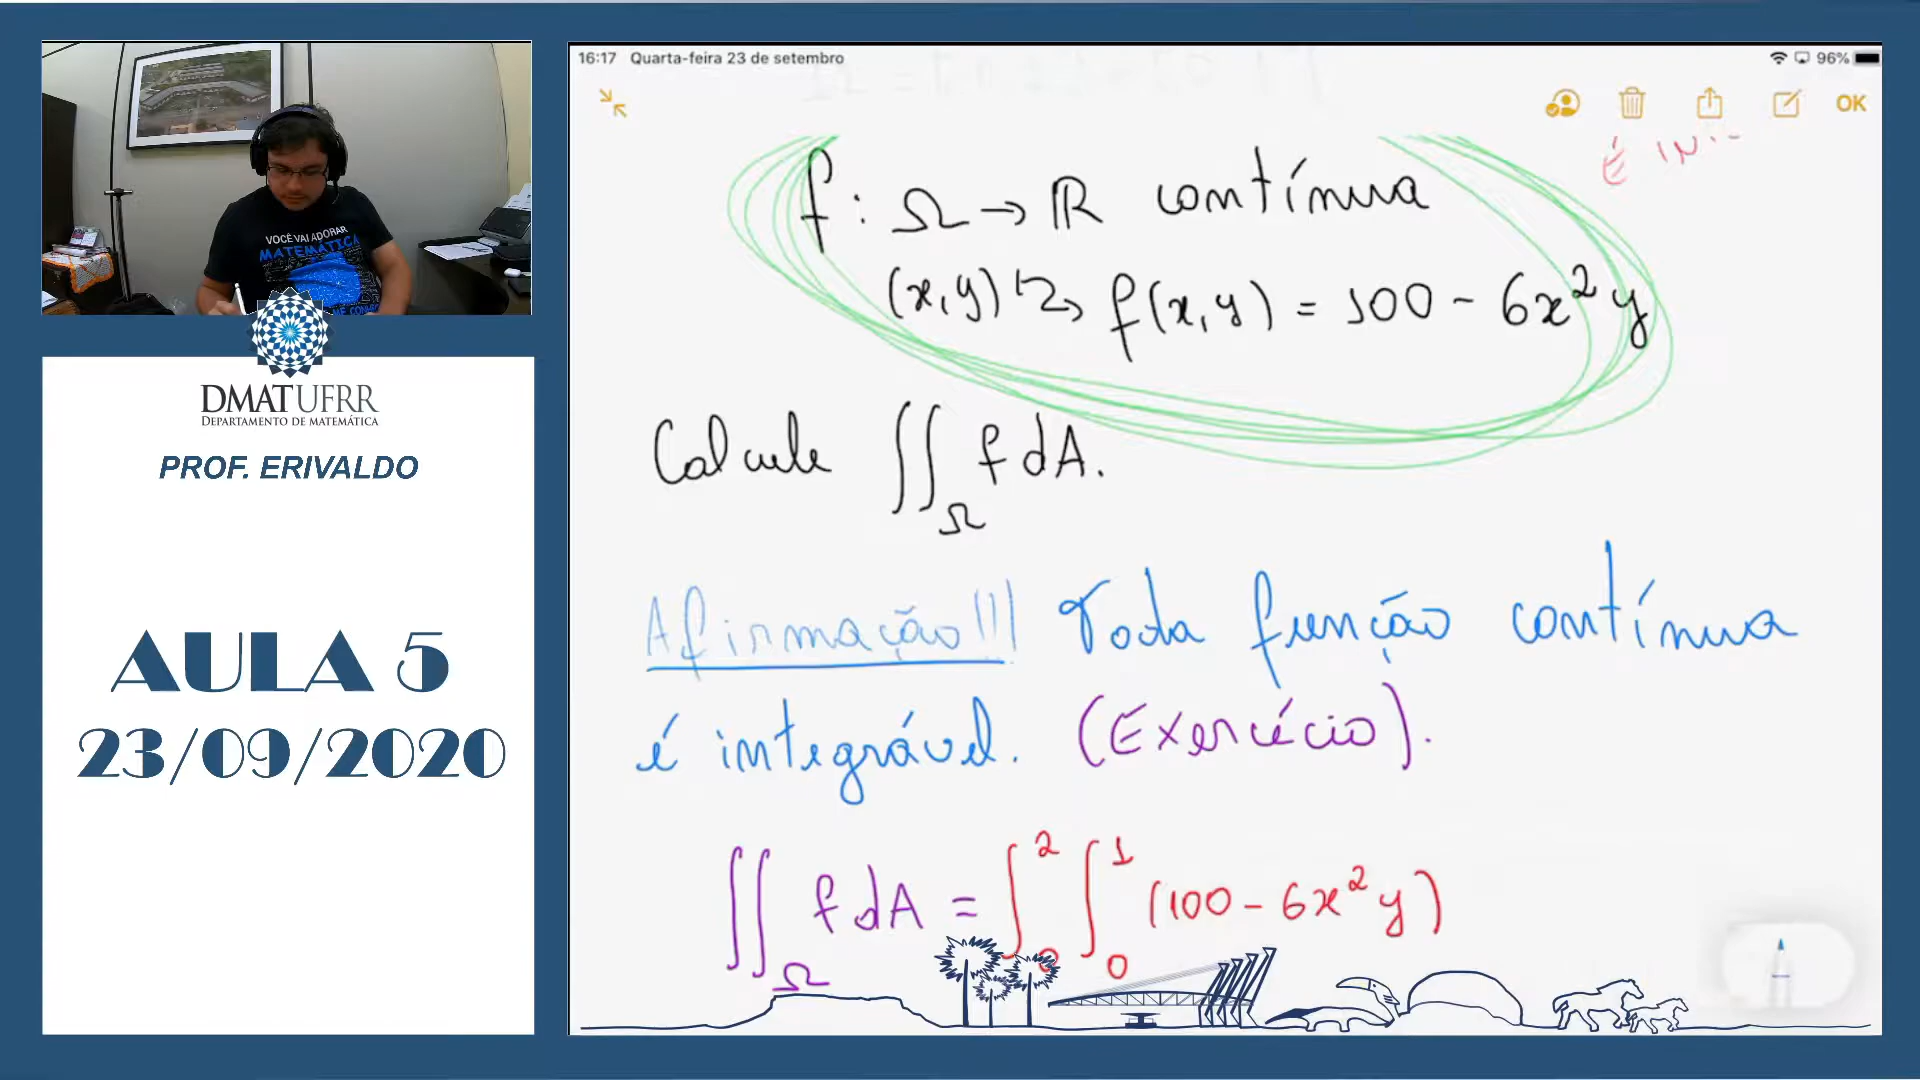 VOCÊ VAI ADORAR
MATEMÁTICA
DMATUFRR
DEPARTAMENTO DE MATEMÁTICA
PROF. ERIVALDO
AULA 5
23/09/2020
16:17 Quarta-feira 23 de setembro
96%
OK
É
f: Ω → ℝ contínua
(x,y) ↦ f(x,y) = 100 - 6x²y
Calcule ∬_Ω f dA.
Afirmação!!! Toda função contínua
é integrável. (Exercício).
∬_Ω f dA = ∫_0^2 ∫_0^1 (100 - 6x²y)